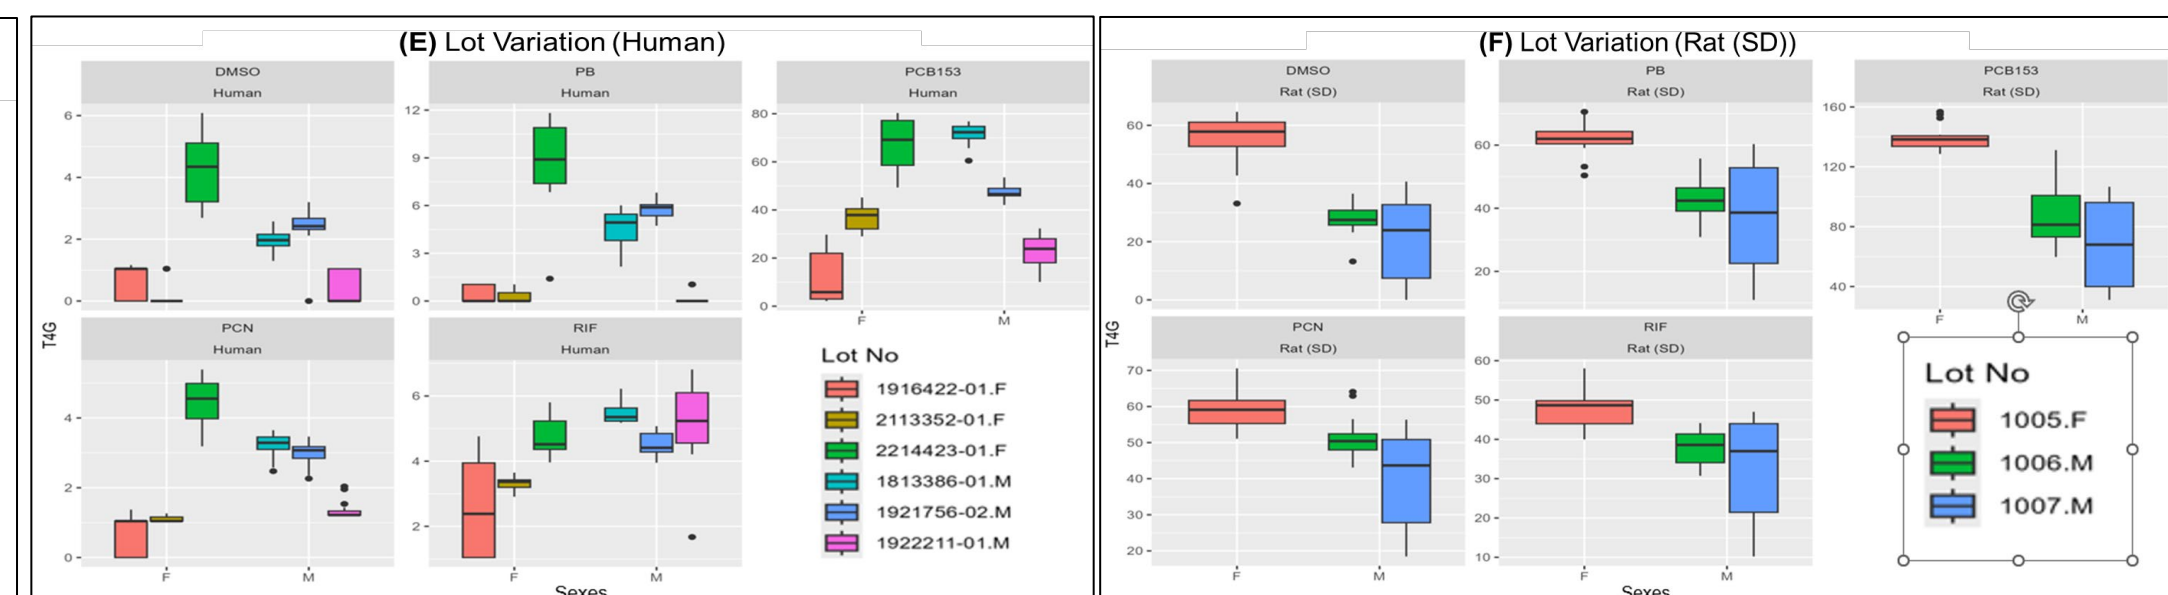 (E) Lot Variation (Human)
DMSO
Human
PB
Human
PCB153
Human
6
4
2
0
12
9
6
3
0
80
60
40
20
0
F
M
T4G
PCN
Human
RIF
Human
4
2
0
F
M
6
4
2
F
M
Sexes
Lot No
1916422-01.F
2113352-01.F
2214423-01.F
1813386-01.M
1921756-02.M
1922211-01.M
(F) Lot Variation (Rat (SD))
DMSO
Rat (SD)
PB
Rat (SD)
PCB153
Rat (SD)
60
40
20
0
60
40
20
160
120
80
40
F
M
T4G
PCN
Rat (SD)
RIF
Rat (SD)
70
60
50
40
30
20
F
M
60
50
40
30
20
10
F
M
Sexes
Lot No
1005.F
1006.M
1007.M